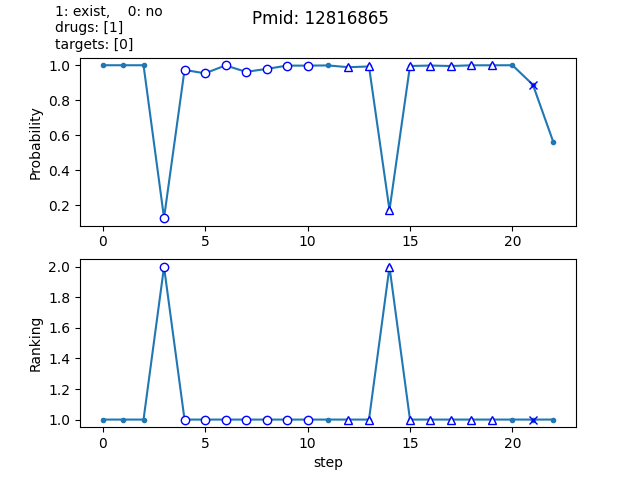 1: exist,    0: no
drugs: [1]
targets: [0]
Pmid: 12816865
1.0
0.8
0.6
0.4
0.2
Probability
0 5 10 15 20
2.0
1.8
1.6
1.4
1.2
1.0
Ranking
0 5 10 15 20
step